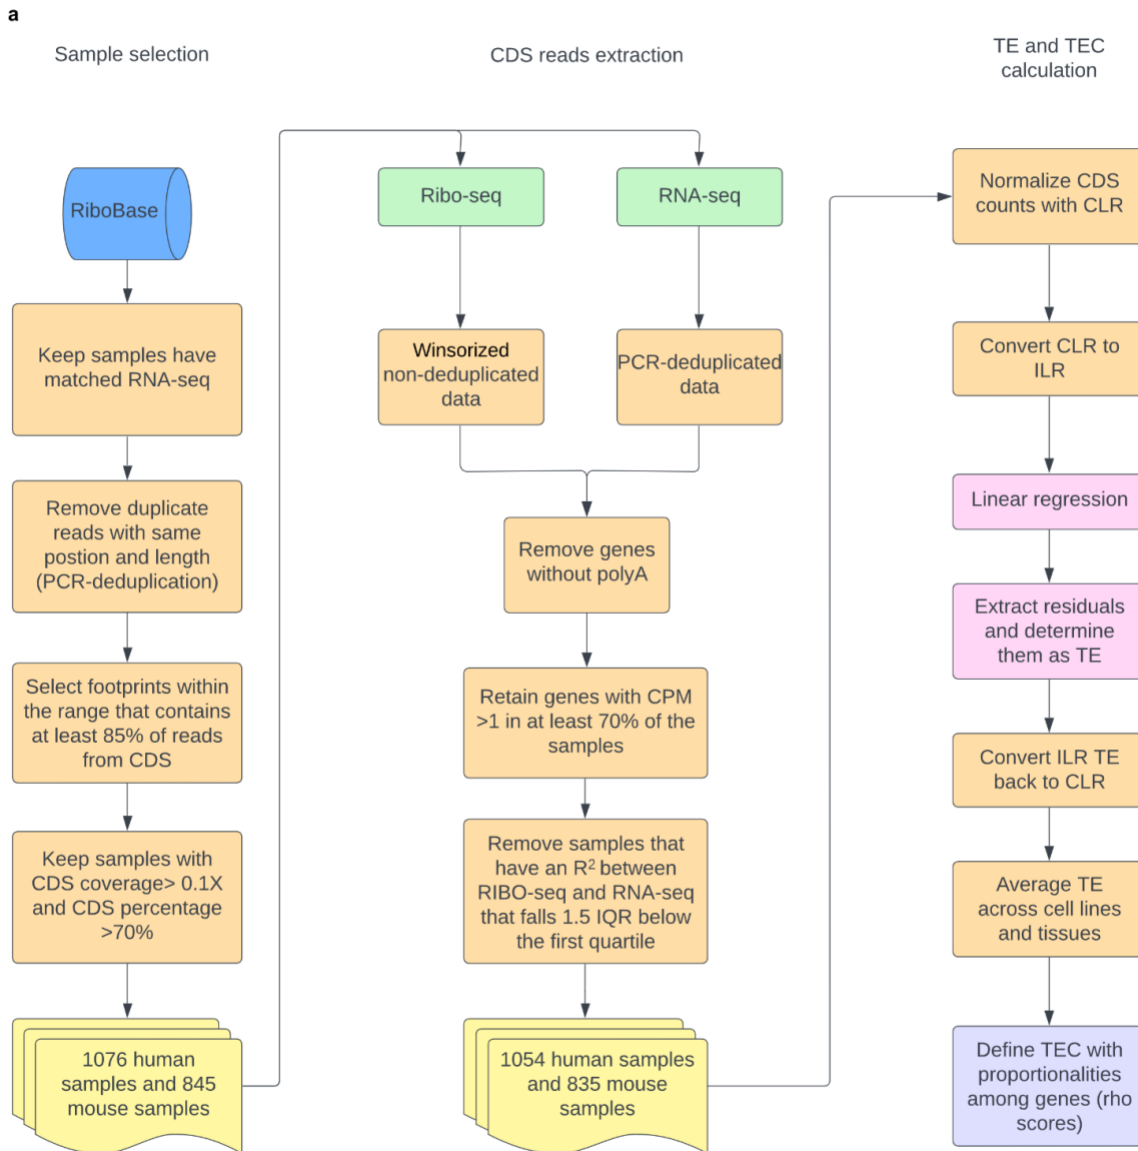 a
Sample selection
RiboBase
Keep samples have
matched RNA-seq
Remove duplicate
reads with same
postion and length
(PCR-deduplication)
Select footprints within
the range that contains
at least 85% of reads
from CDS
Keep samples with
CDS coverage> 0.1X
and CDS percentage
>70%
1076 human
samples and 845
mouse samples
CDS reads extraction
Ribo-seq
RNA-seq
Winsorized
non-deduplicated
data
PCR-deduplicated
data
Remove genes
without polyA
Retain genes with CPM
>1 in at least 70% of the
samples
Remove samples that
have an R² between
RIBO-seq and RNA-seq
that falls 1.5 IQR below
the first quartile
1054 human samples
and 835 mouse
samples
TE and TEC
calculation
Normalize CDS
counts with CLR
Convert CLR to
ILR
Linear regression
Extract residuals
and determine
them as TE
Convert ILR TE
back to CLR
Average TE
across cell lines
and tissues
Define TEC with
proportionalities
among genes (rho
scores)